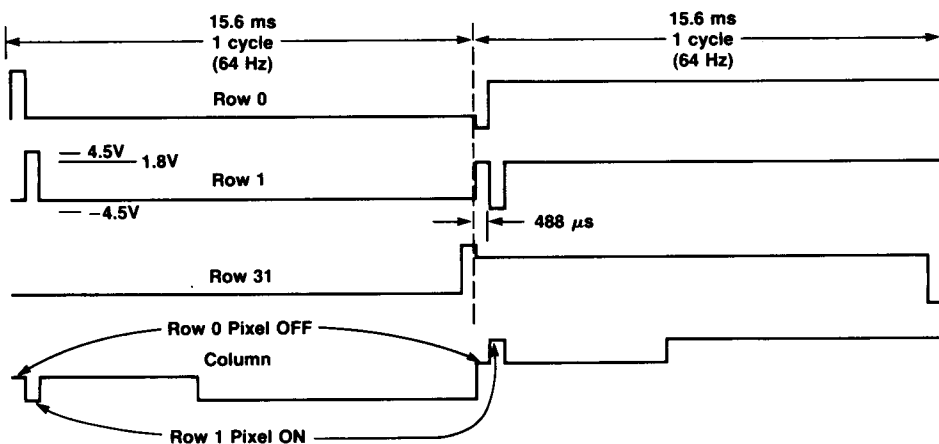 15.6 ms
1 cycle
(64 Hz)
15.6 ms
1 cycle
(64 Hz)
Row 0
4.5V
1.8V
Row 1
−4.5V
488 μs
Row 31
Row 0 Pixel OFF
Column
Row 1 Pixel ON